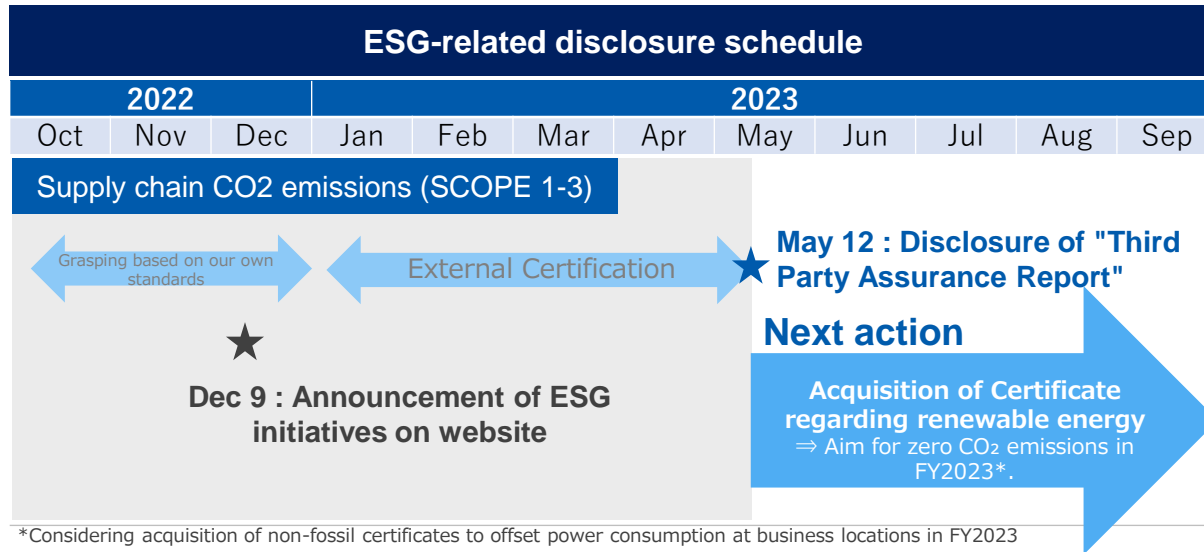 ESG-related disclosure schedule
2022 2023
Oct Nov Dec Jan Feb Mar Apr May Jun Jul Aug Sep
Supply chain CO2 emissions (SCOPE 1-3)
Grasping based on our own
standards
External Certification
May 12 : Disclosure of "Third
Party Assurance Report"
Dec 9 : Announcement of ESG
initiatives on website
Next action
Acquisition of Certificate
regarding renewable energy
⇒ Aim for zero CO₂ emissions in
FY2023*.
*Considering acquisition of non-fossil certificates to offset power consumption at business locations in FY2023